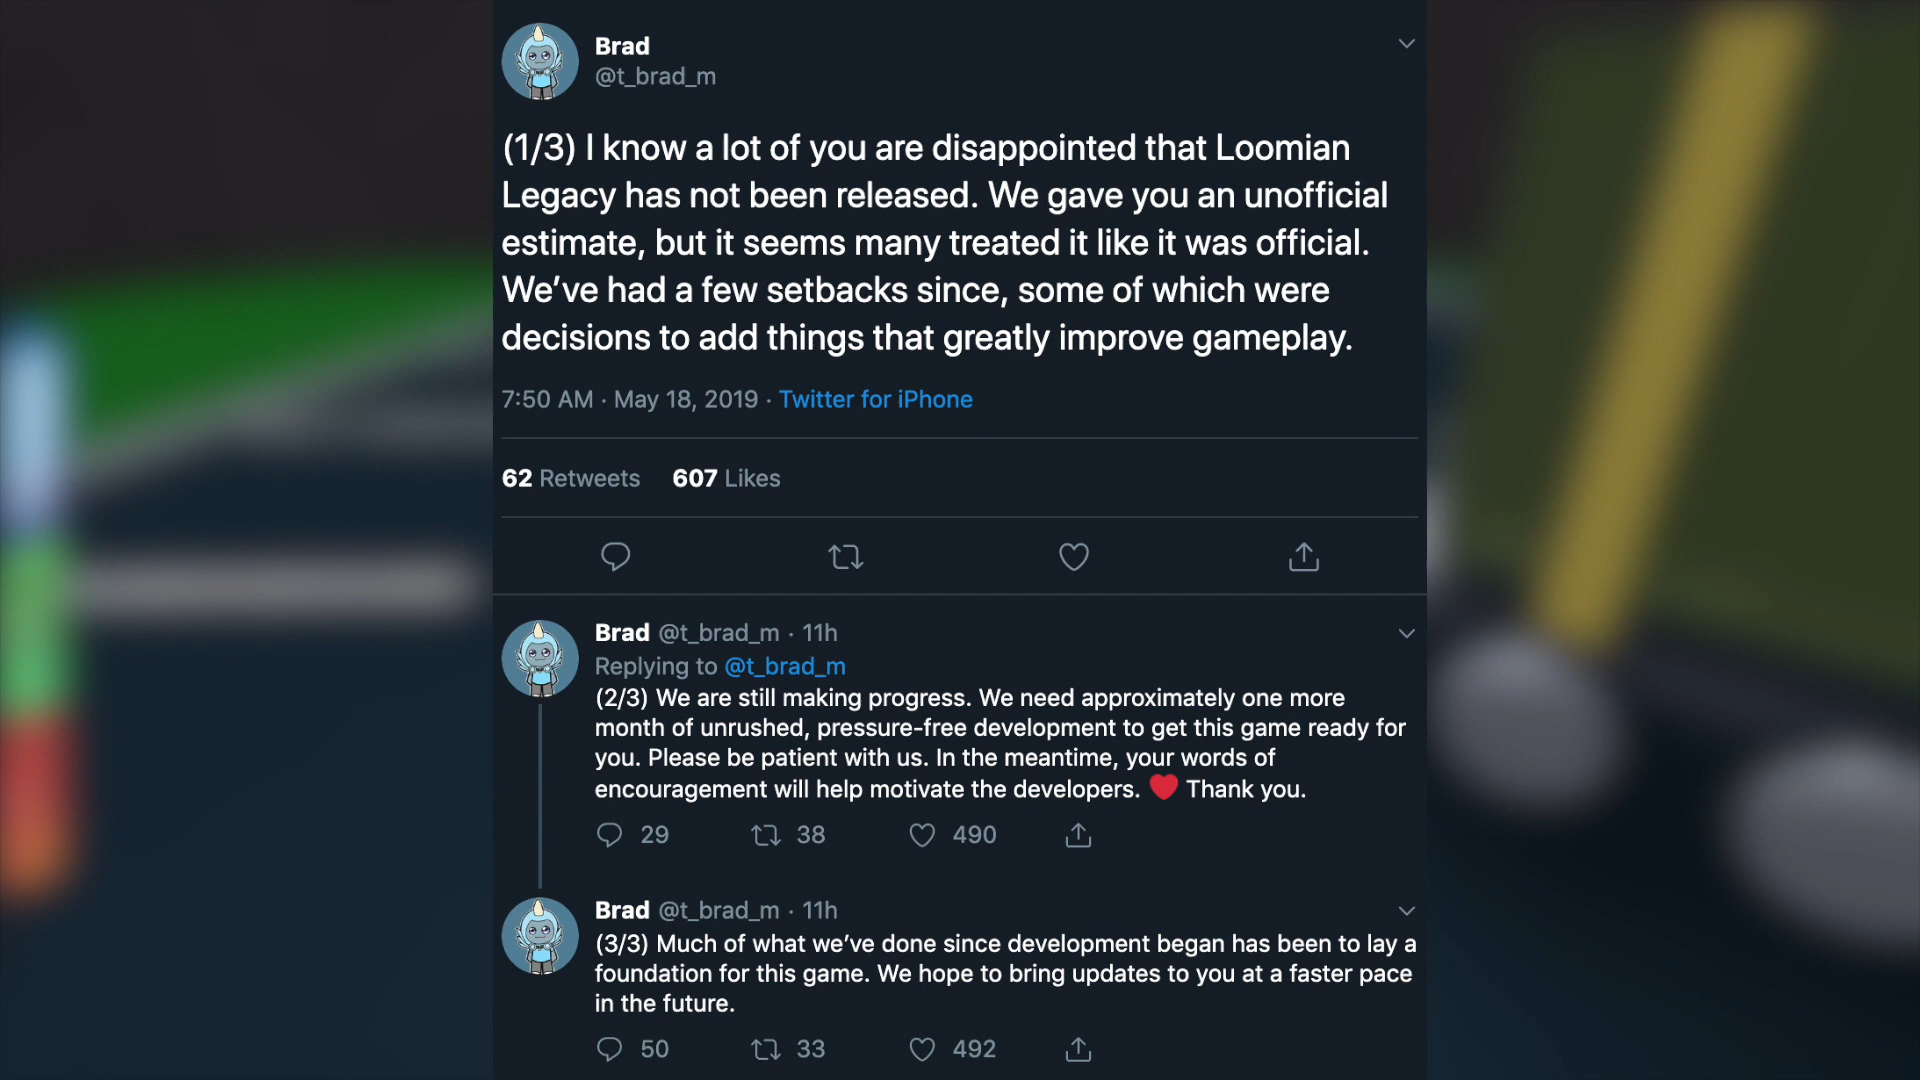 Brad
@t_brad_m
(1/3) I know a lot of you are disappointed that Loomian
Legacy has not been released. We gave you an unofficial
estimate, but it seems many treated it like it was official.
We’ve had a few setbacks since, some of which were
decisions to add things that greatly improve gameplay.
7:50 AM · May 18, 2019 · Twitter for iPhone
62 Retweets 607 Likes
Brad @t_brad_m · 11h
Replying to @t_brad_m
(2/3) We are still making progress. We need approximately one more
month of unrushed, pressure-free development to get this game ready for
you. Please be patient with us. In the meantime, your words of
encouragement will help motivate the developers. ❤️ Thank you.
29 38 490
Brad @t_brad_m · 11h
(3/3) Much of what we’ve done since development began has been to lay a
foundation for this game. We hope to bring updates to you at a faster pace
in the future.
50 33 492